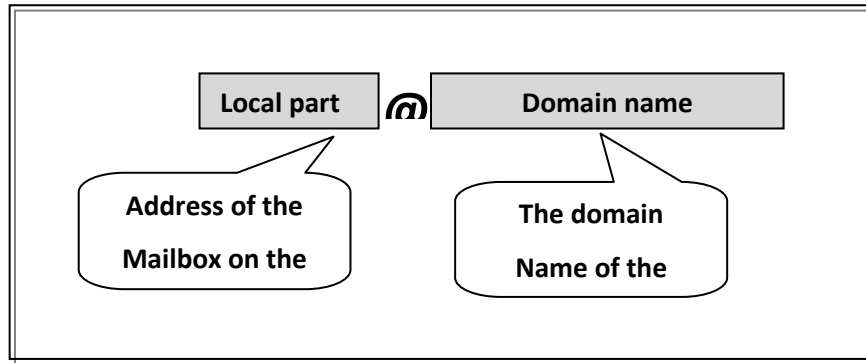 Local part @ Domain name
Address of the
Mailbox on the
The domain
Name of the